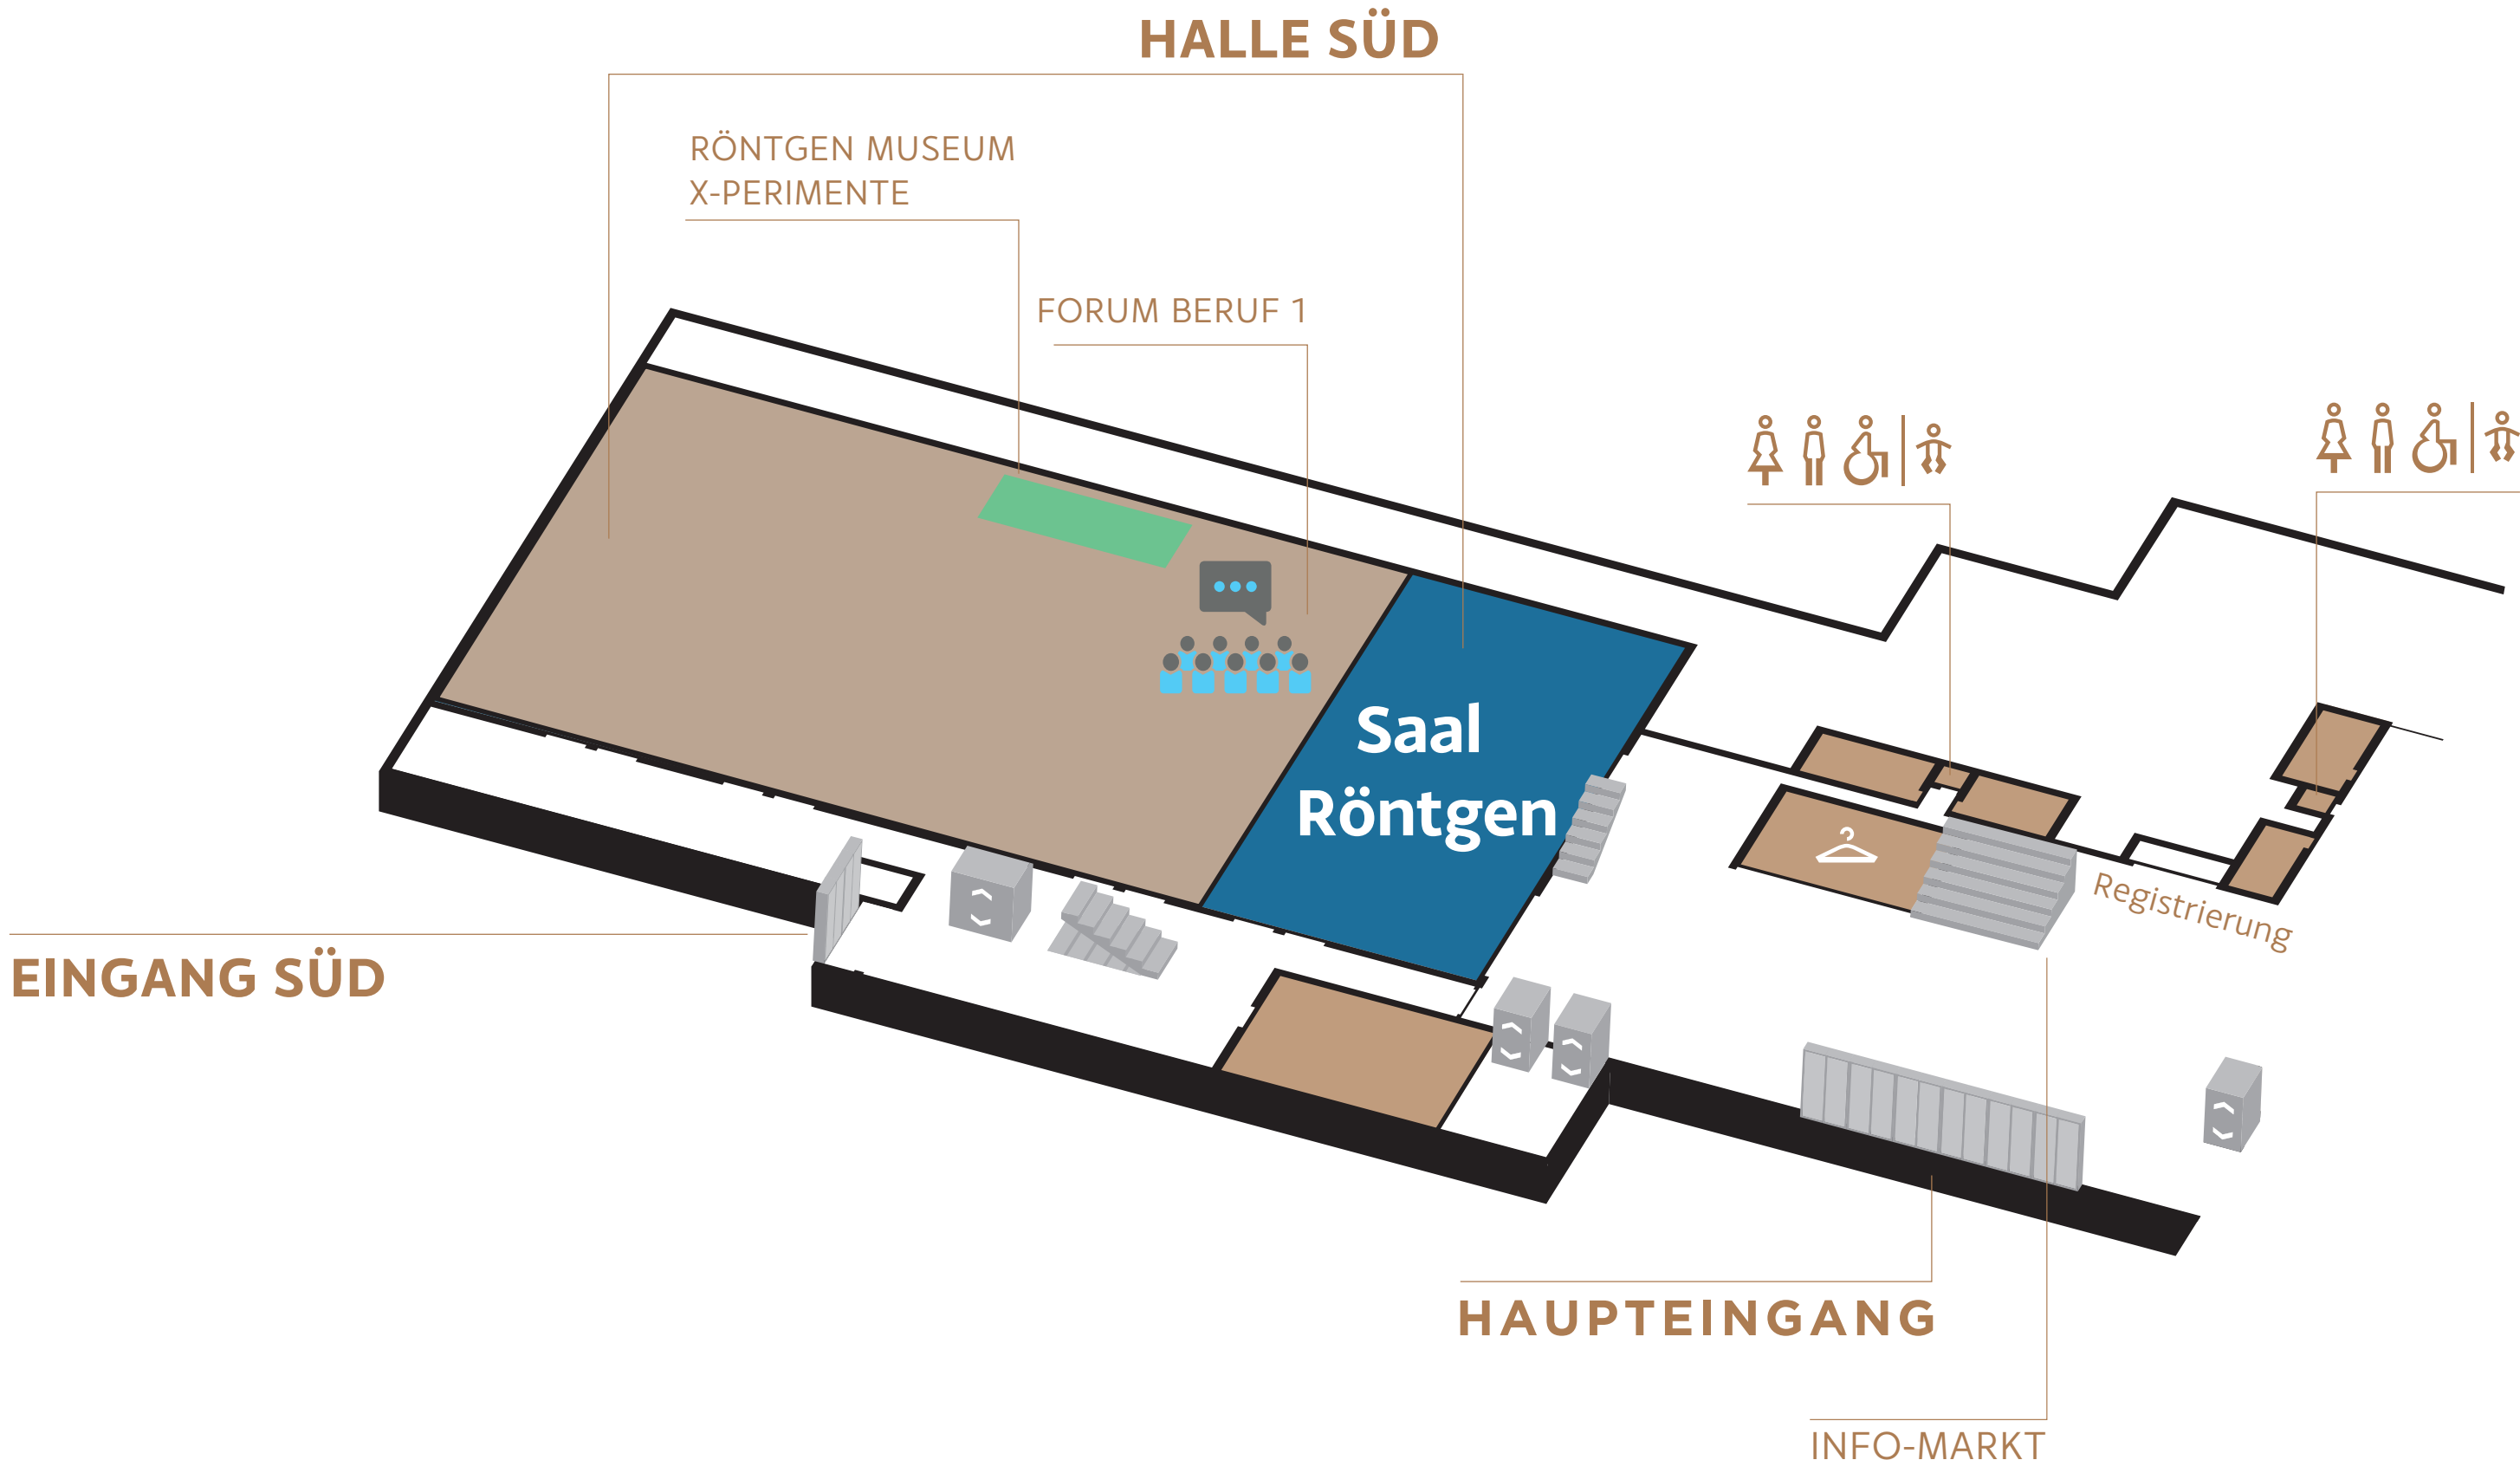 HALLE SÜD
RÖNTGEN MUSEUM
X-PERIMENTE
FORUM BERUF 1
Saal
Röntgen
Registrierung
EINGANG SÜD
HAUPTEINGANG
INFO-MARKT